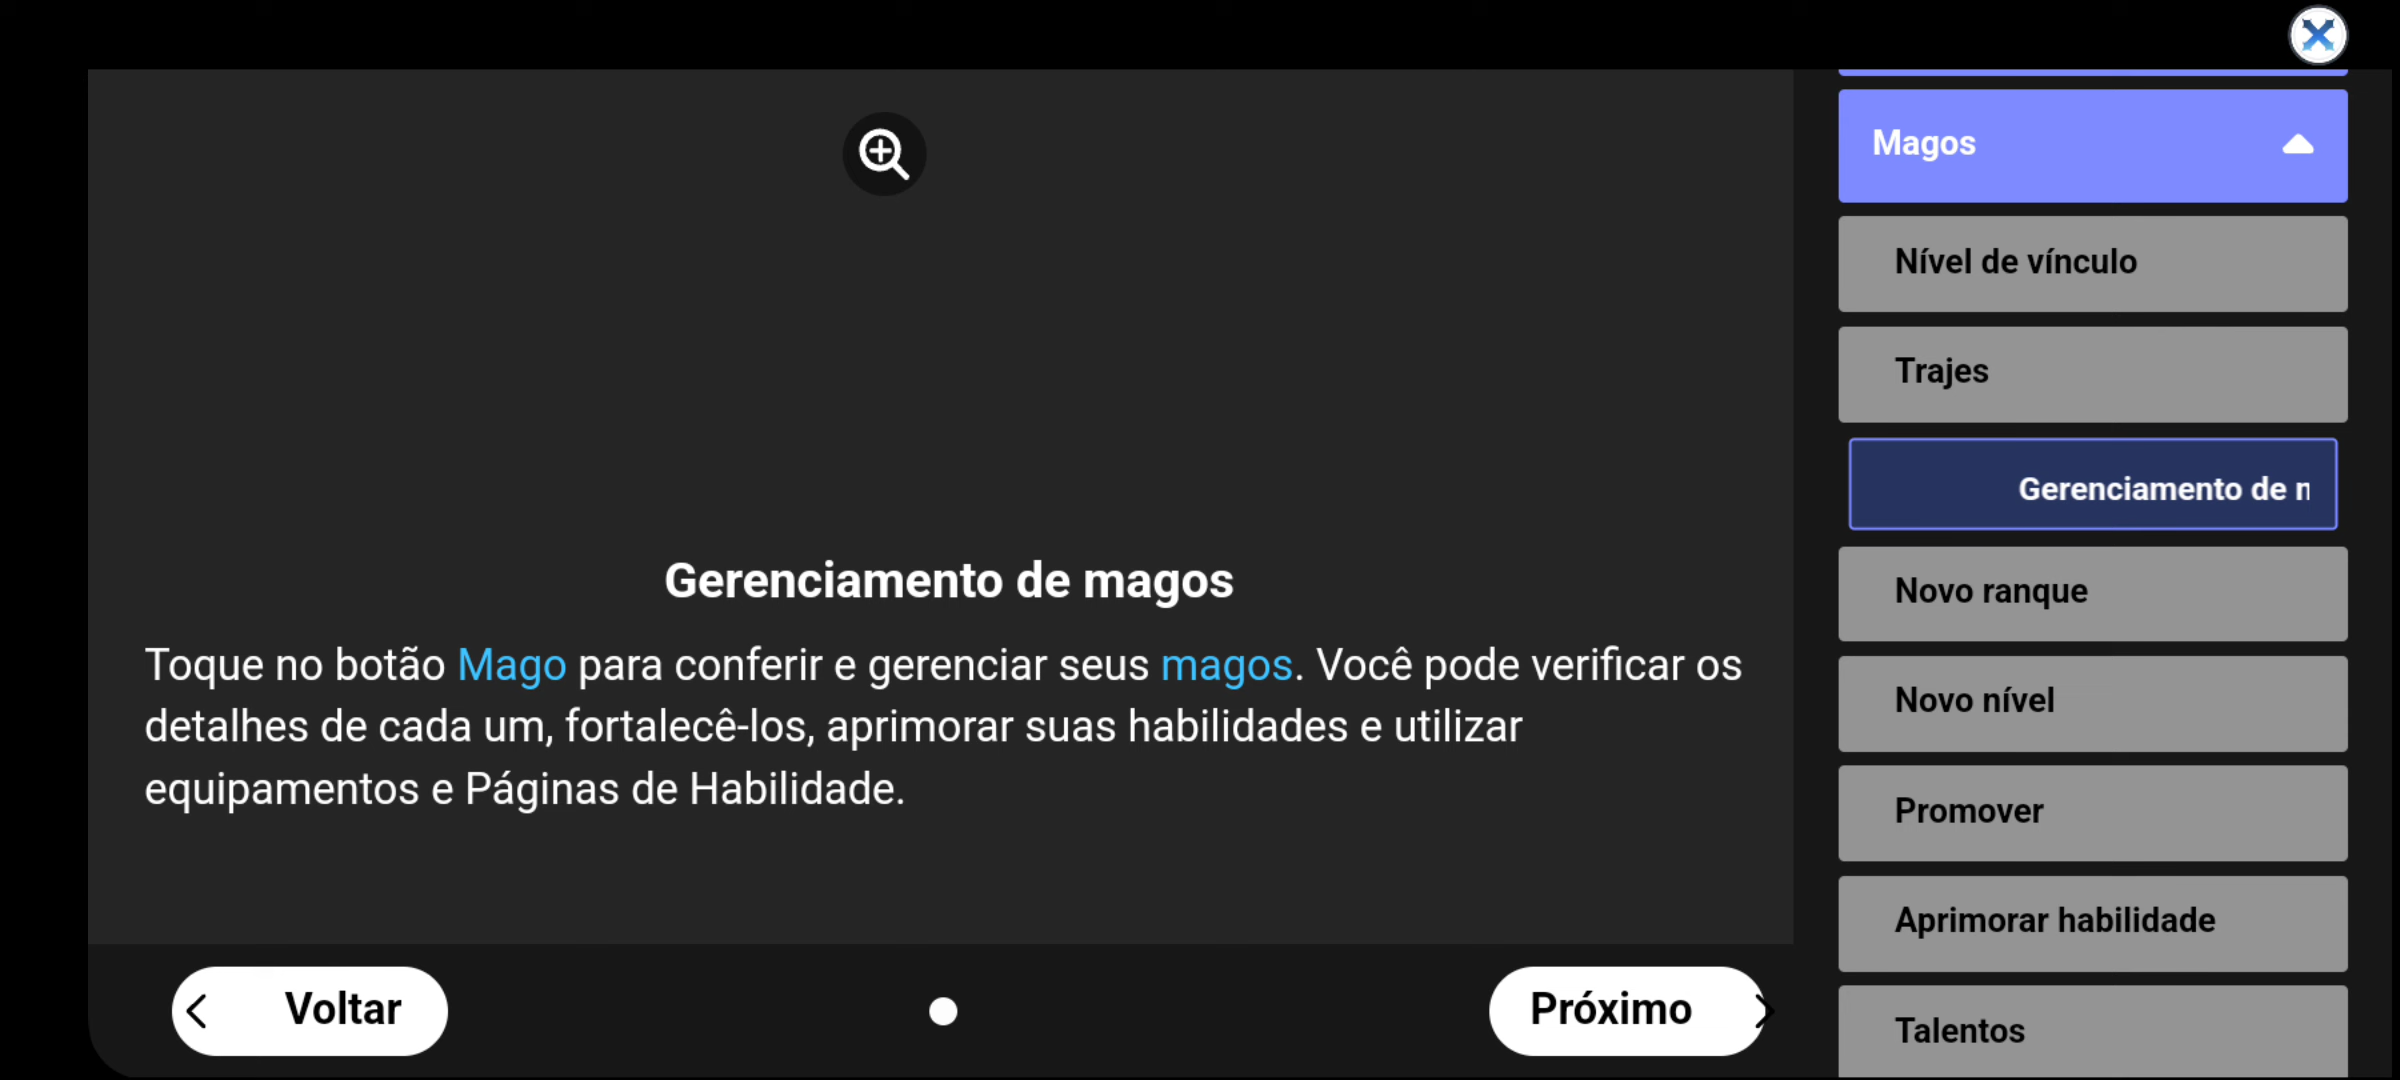 Magos
Nível de vínculo
Trajes
Gerenciamento de
Novo ranque
Novo nível
Promover
Aprimorar habilidade
Talentos
Gerenciamento de magos
Toque no botão Mago para conferir e gerenciar seus magos. Você pode verificar os
detalhes de cada um, fortalecê-los, aprimorar suas habilidades e utilizar
equipamentos e Páginas de Habilidade.
Voltar
Próximo